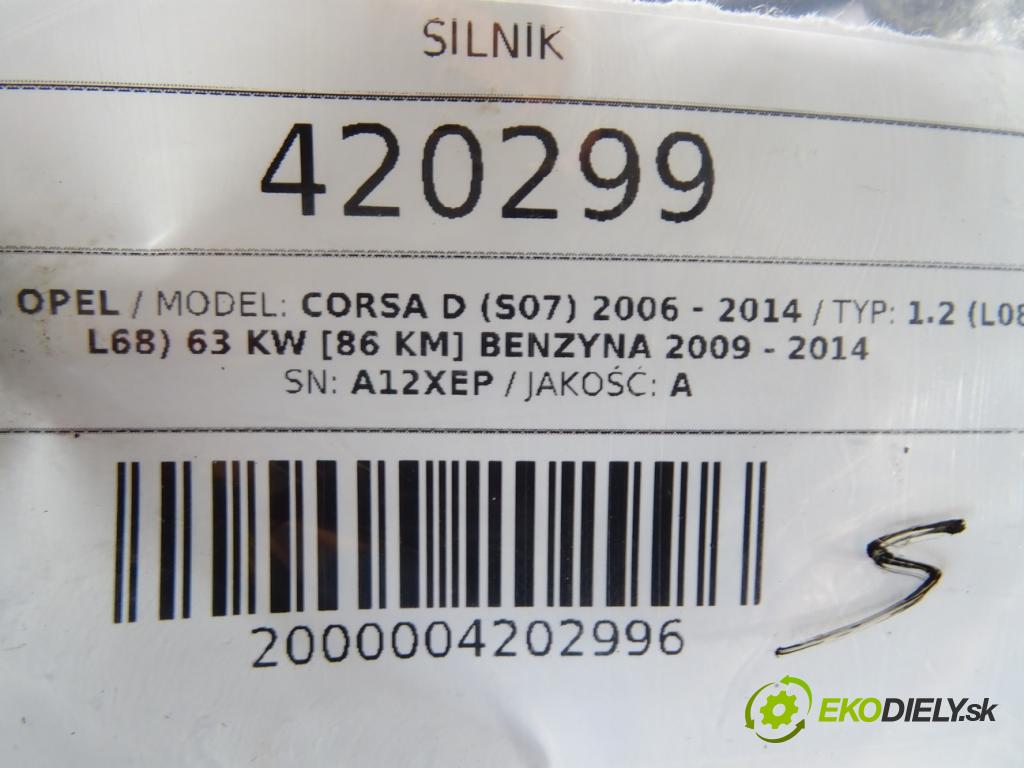 SILNIK
420299
: OPEL / MODEL: CORSA D (S07) 2006 - 2014 / TYP: 1.2 (L08
L68) 63 KW [86 KM] BENZYNA 2009 - 2014
SN: A12XEP / JAKOŚĆ: A
2000004202996
S
EKODIELY.sk